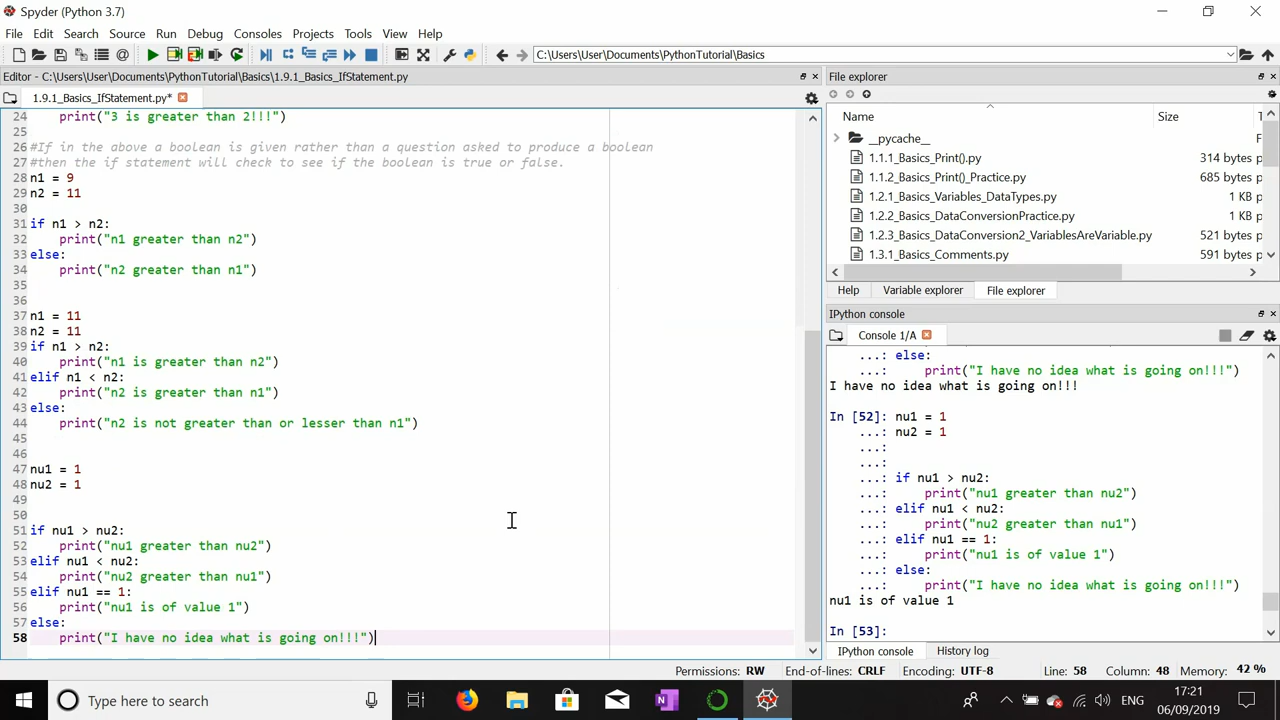 Spyder (Python 3.7)
File Edit Search Source Run Debug Consoles Projects Tools View Help
C:\Users\User\Documents\PythonTutorial\Basics
Editor - C:\Users\User\Documents\PythonTutorial\Basics\1.9.1_Basics_IfStatement.py
1.9.1_Basics_IfStatement.py*
24     print("3 is greater than 2!!!")
25
26 #If in the above a boolean is given rather than a question asked to produce a boolean
27 #then the if statement will check to see if the boolean is true or false.
28 n1 = 9
29 n2 = 11
30
31 if n1 > n2:
32     print("n1 greater than n2")
33 else:
34     print("n2 greater than n1")
35
36
37 n1 = 11
38 n2 = 11
39 if n1 > n2:
40     print("n1 is greater than n2")
41 elif n1 < n2:
42     print("n2 is greater than n1")
43 else:
44     print("n2 is not greater than or lesser than n1")
45
46
47 nu1 = 1
48 nu2 = 1
49
50
51 if nu1 > nu2:
52     print("nu1 greater than nu2")
53 elif nu1 < nu2:
54     print("nu2 greater than nu1")
55 elif nu1 == 1:
56     print("nu1 is of value 1")
57 else:
58     print("I have no idea what is going on!!!")
File explorer
Name Size
__pycache__ F
1.1.1_Basics_Print().py 314 bytes p
1.1.2_Basics_Print()_Practice.py 685 bytes p
1.2.1_Basics_Variables_DataTypes.py 1 KB p
1.2.2_Basics_DataConversionPractice.py 1 KB p
1.2.3_Basics_DataConversion2_VariablesAreVariable.py 521 bytes p
1.3.1_Basics_Comments.py 591 bytes p
Help Variable explorer File explorer
IPython console
Console 1/A
...: else:
...:     print("I have no idea what is going on!!!")
I have no idea what is going on!!!
In [52]: nu1 = 1
...: nu2 = 1
...:
...:
...: if nu1 > nu2:
...:     print("nu1 greater than nu2")
...: elif nu1 < nu2:
...:     print("nu2 greater than nu1")
...: elif nu1 == 1:
...:     print("nu1 is of value 1")
...: else:
...:     print("I have no idea what is going on!!!")
nu1 is of value 1
In [53]:
IPython console History log
Permissions: RW End-of-lines: CRLF Encoding: UTF-8 Line: 58 Column: 48 Memory: 42 %
Type here to search
ENG
17:21
06/09/2019